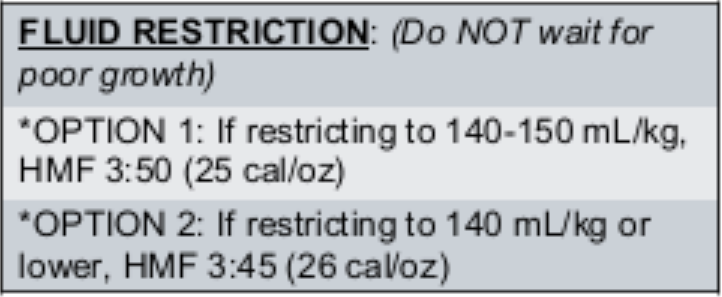 FLUID RESTRICTION: (Do NOT wait for
poor growth)
*OPTION 1: If restricting to 140-150 mL/kg,
HMF 3:50 (25 cal/oz)
*OPTION 2: If restricting to 140 mL/kg or
lower, HMF 3:45 (26 cal/oz)